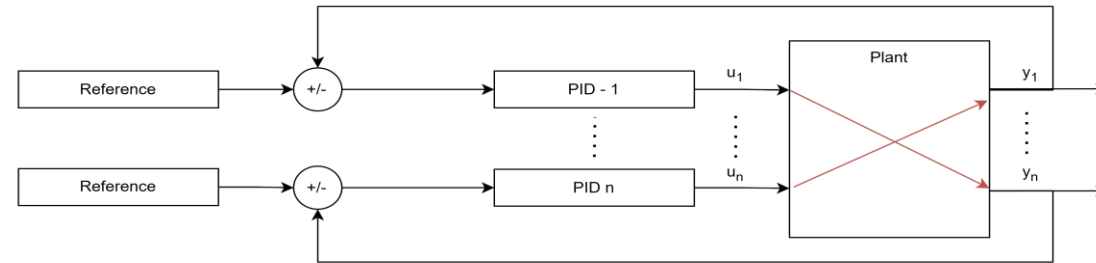 Plant
Reference
+/-
PID - 1
u₁
y₁
Reference
+/-
PID n
uₙ
yₙ